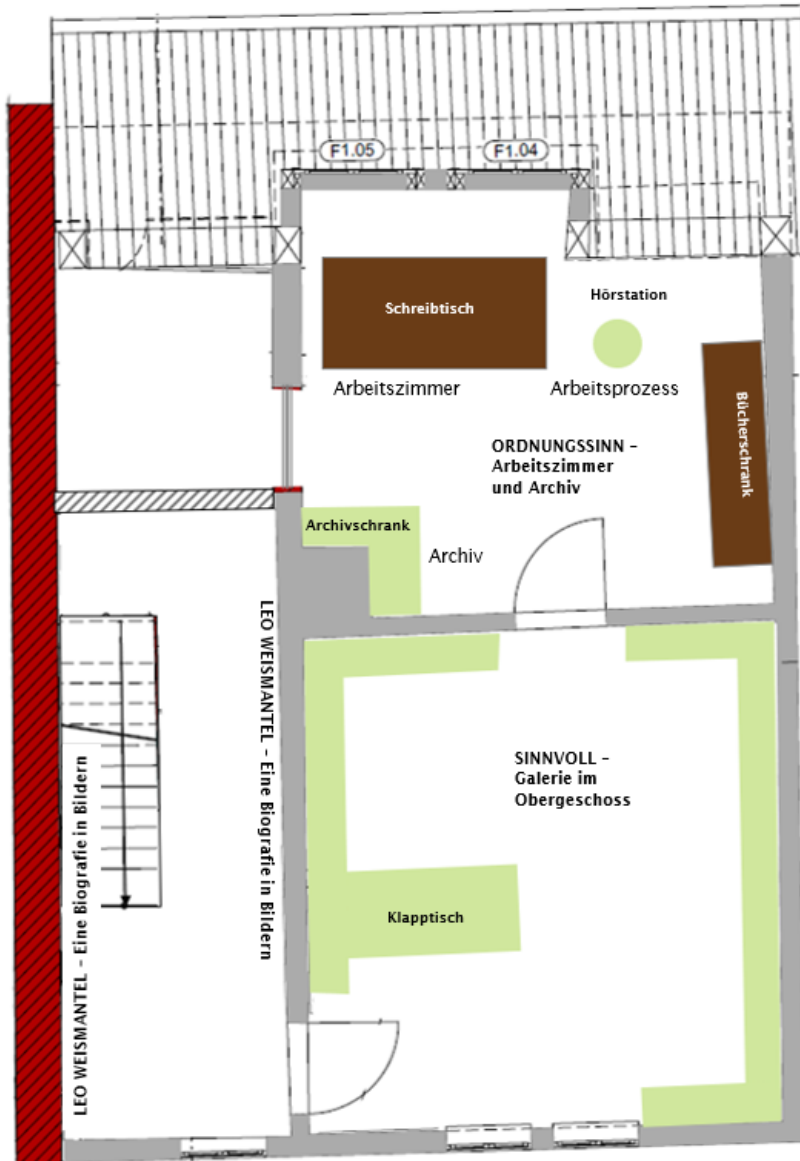 F1.05
F1.04
Schreibtisch
Hörstation
Arbeitszimmer
Arbeitsprozess
Bücherschrank
ORDNUNGSSINN –
Arbeitszimmer
und Archiv
Archivschrank
Archiv
LEO WEISMANTEL – Eine Biografie in Bildern
LEO WEISMANTEL – Eine Biografie in Bildern
SINNVOLL –
Galerie im
Obergeschoss
Klapptisch